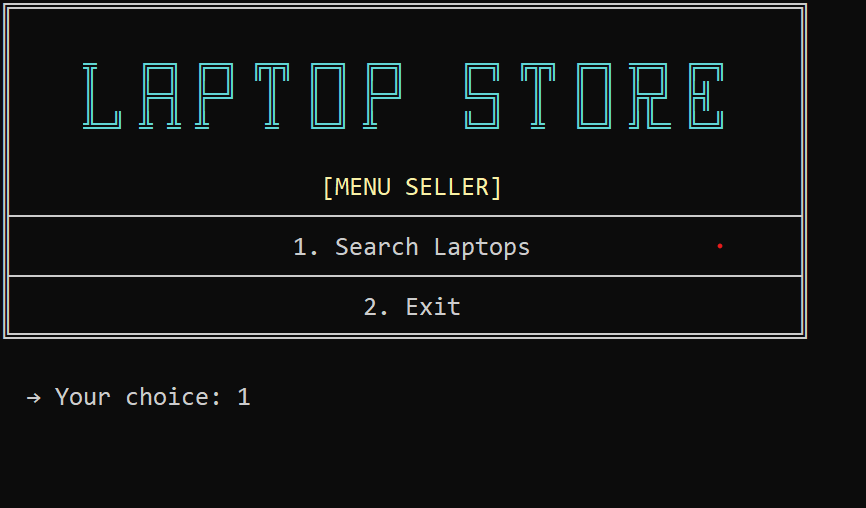 LAPTOP STORE
[MENU SELLER]
1. Search Laptops
2. Exit
→ Your choice: 1